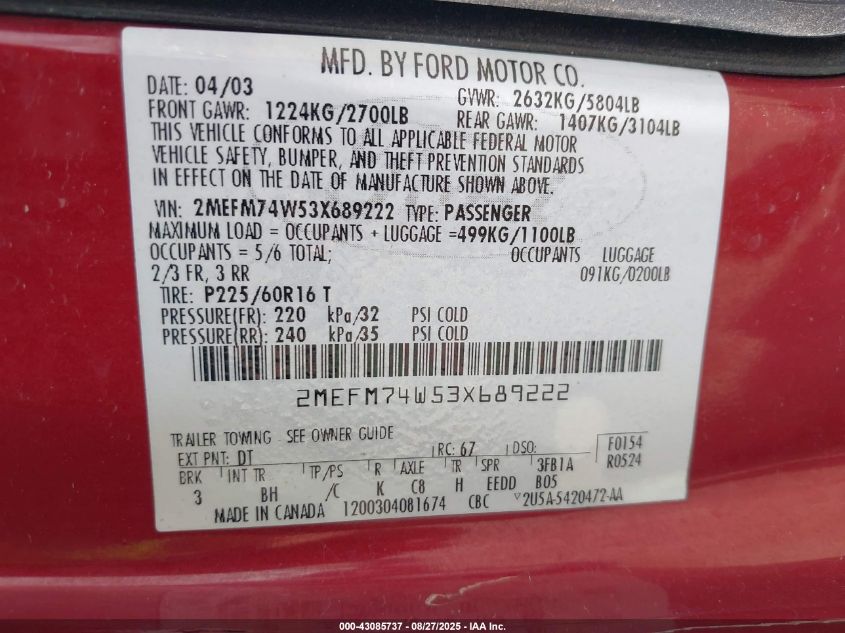 MFD. BY FORD MOTOR CO.
DATE: 04/03 GVWR: 2632KG/5804LB
FRONT GAWR: 1224KG/2700LB REAR GAWR: 1407KG/3104LB
THIS VEHICLE CONFORMS TO ALL APPLICABLE FEDERAL MOTOR
VEHICLE SAFETY, BUMPER, AND THEFT PREVENTION STANDARDS
IN EFFECT ON THE DATE OF MANUFACTURE SHOWN ABOVE.
VIN: 2MEFM74W53X689222 TYPE: PASSENGER
MAXIMUM LOAD = OCCUPANTS + LUGGAGE =499KG/1100LB
OCCUPANTS = 5/6 TOTAL; OCCUPANTS LUGGAGE
2/3 FR, 3 RR 091KG/0200LB
TIRE: P225/60R16 T
PRESSURE(FR): 220 kPa/32 PSI COLD
PRESSURE(RR): 240 kPa/35 PSI COLD
2MEFM74W53X689222
TRAILER TOWING - SEE OWNER GUIDE
EXT PNT: DT RC: 67 DSO: F0154
BRK INT TR TP/PS R AXLE TR SPR 3FB1A R0524
3 BH /C K C8 H EEDD B05
MADE IN CANADA 1200304081674 CBC V2U5A-5420472-AA
000-43085737 - 08/27/2025 - IAA Inc.